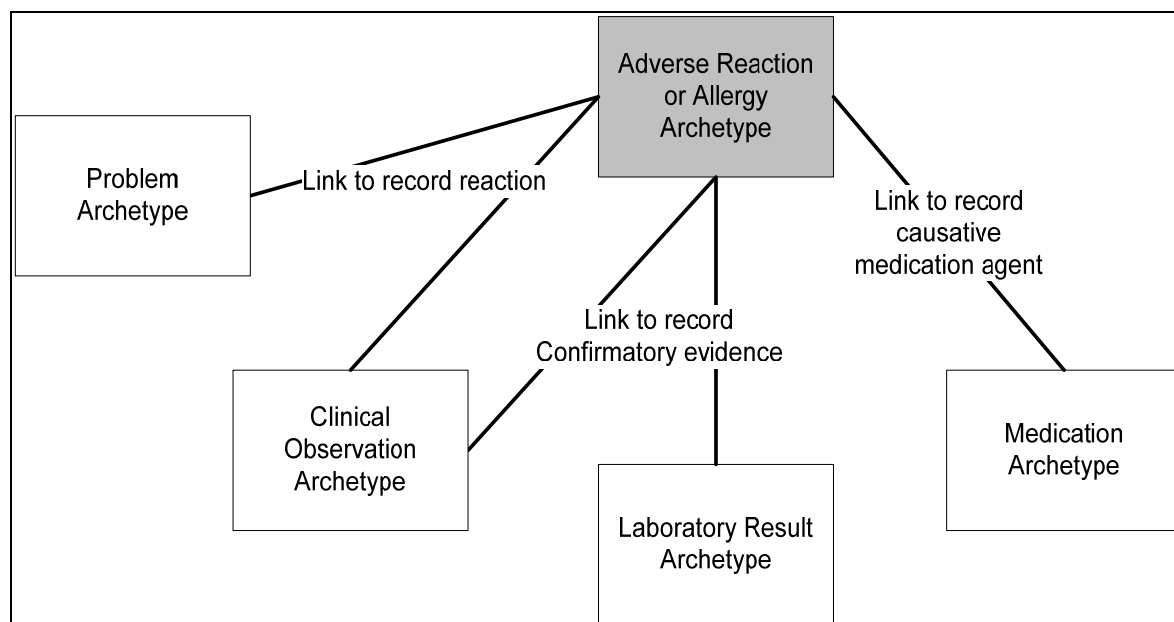 Adverse Reaction
or Allergy
Archetype
Problem
Archetype
Link to record reaction
Link to record
causative
medication agent
Link to record
Confirmatory evidence
Clinical
Observation
Archetype
Medication
Archetype
Laboratory Result
Archetype